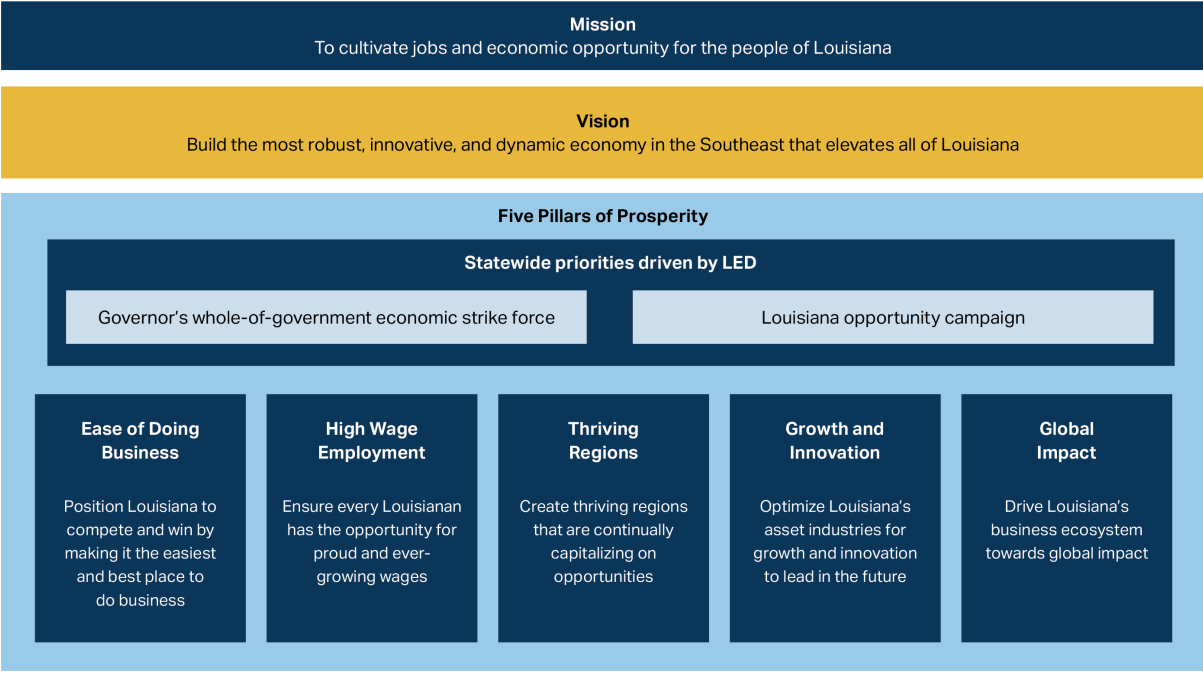 Mission
To cultivate jobs and economic opportunity for the people of Louisiana
Vision
Build the most robust, innovative, and dynamic economy in the Southeast that elevates all of Louisiana
Five Pillars of Prosperity
Statewide priorities driven by LED
Governor’s whole-of-government economic strike force
Louisiana opportunity campaign
Ease of Doing
Business
Position Louisiana to
compete and win by
making it the easiest
and best place to
do business
High Wage
Employment
Ensure every Louisianan
has the opportunity for
proud and ever-
growing wages
Thriving
Regions
Create thriving regions
that are continually
capitalizing on
opportunities
Growth and
Innovation
Optimize Louisiana’s
asset industries for
growth and innovation
to lead in the future
Global
Impact
Drive Louisiana’s
business ecosystem
towards global impact